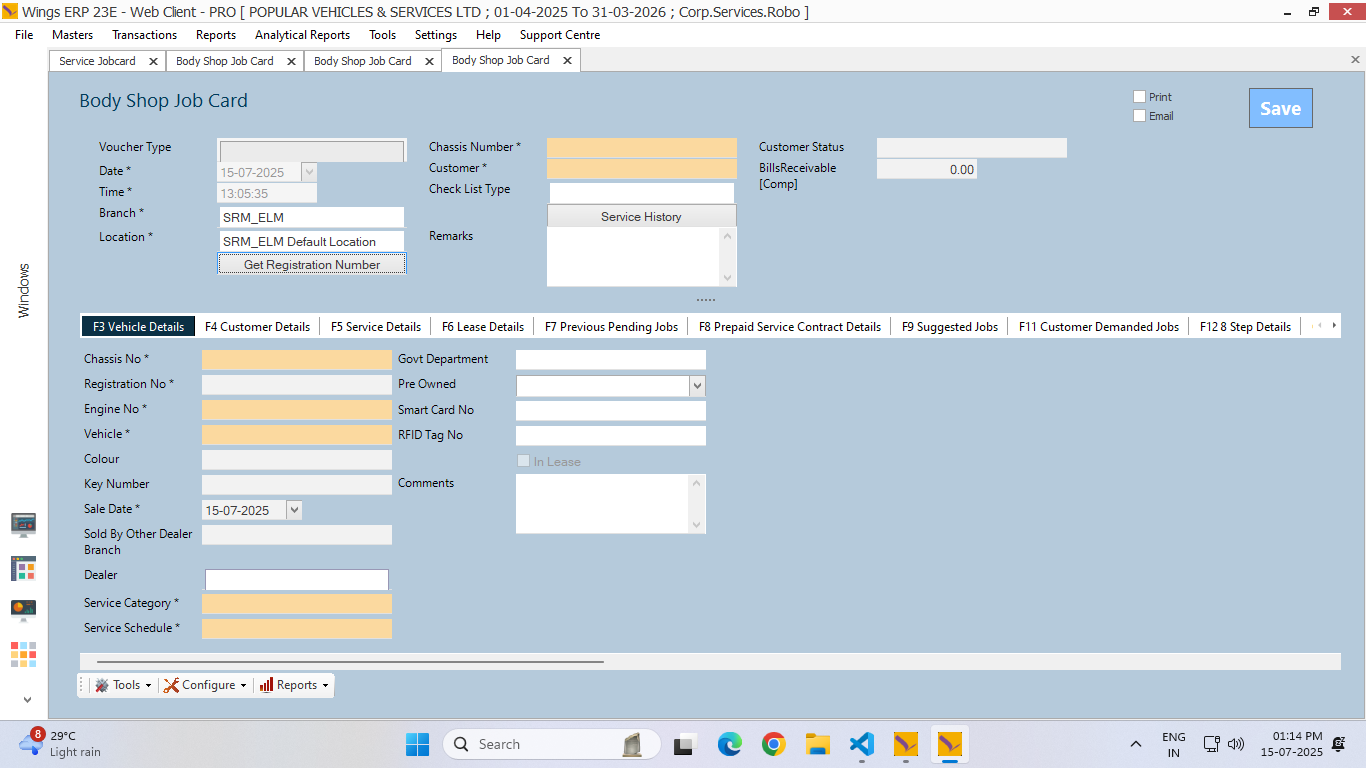 Wings ERP 23E - Web Client - PRO [ POPULAR VEHICLES & SERVICES LTD ; 01-04-2025 To 31-03-2026 ; Corp.Services.Robo ]
File Masters Transactions Reports Analytical Reports Tools Settings Help Support Centre
Service Jobcard Body Shop Job Card Body Shop Job Card Body Shop Job Card
Body Shop Job Card
Print
Email
Save
Windows
Voucher Type
Date *
15-07-2025
Time *
13:05:35
Branch *
SRM_ELM
Location *
SRM_ELM Default Location
Get Registration Number
Chassis Number *
Customer *
Check List Type
Service History
Remarks
Customer Status
BillsReceivable
[Comp]
0.00
F3 Vehicle Details F4 Customer Details F5 Service Details F6 Lease Details F7 Previous Pending Jobs F8 Prepaid Service Contract Details F9 Suggested Jobs F11 Customer Demanded Jobs F12 8 Step Details
Chassis No *
Registration No *
Engine No *
Vehicle *
Colour
Key Number
Sale Date *
15-07-2025
Sold By Other Dealer
Branch
Dealer
Service Category *
Service Schedule *
Govt Department
Pre Owned
Smart Card No
RFID Tag No
In Lease
Comments
Tools Configure Reports
8
29°C
Light rain
Search
ENG
IN
01:14 PM
15-07-2025